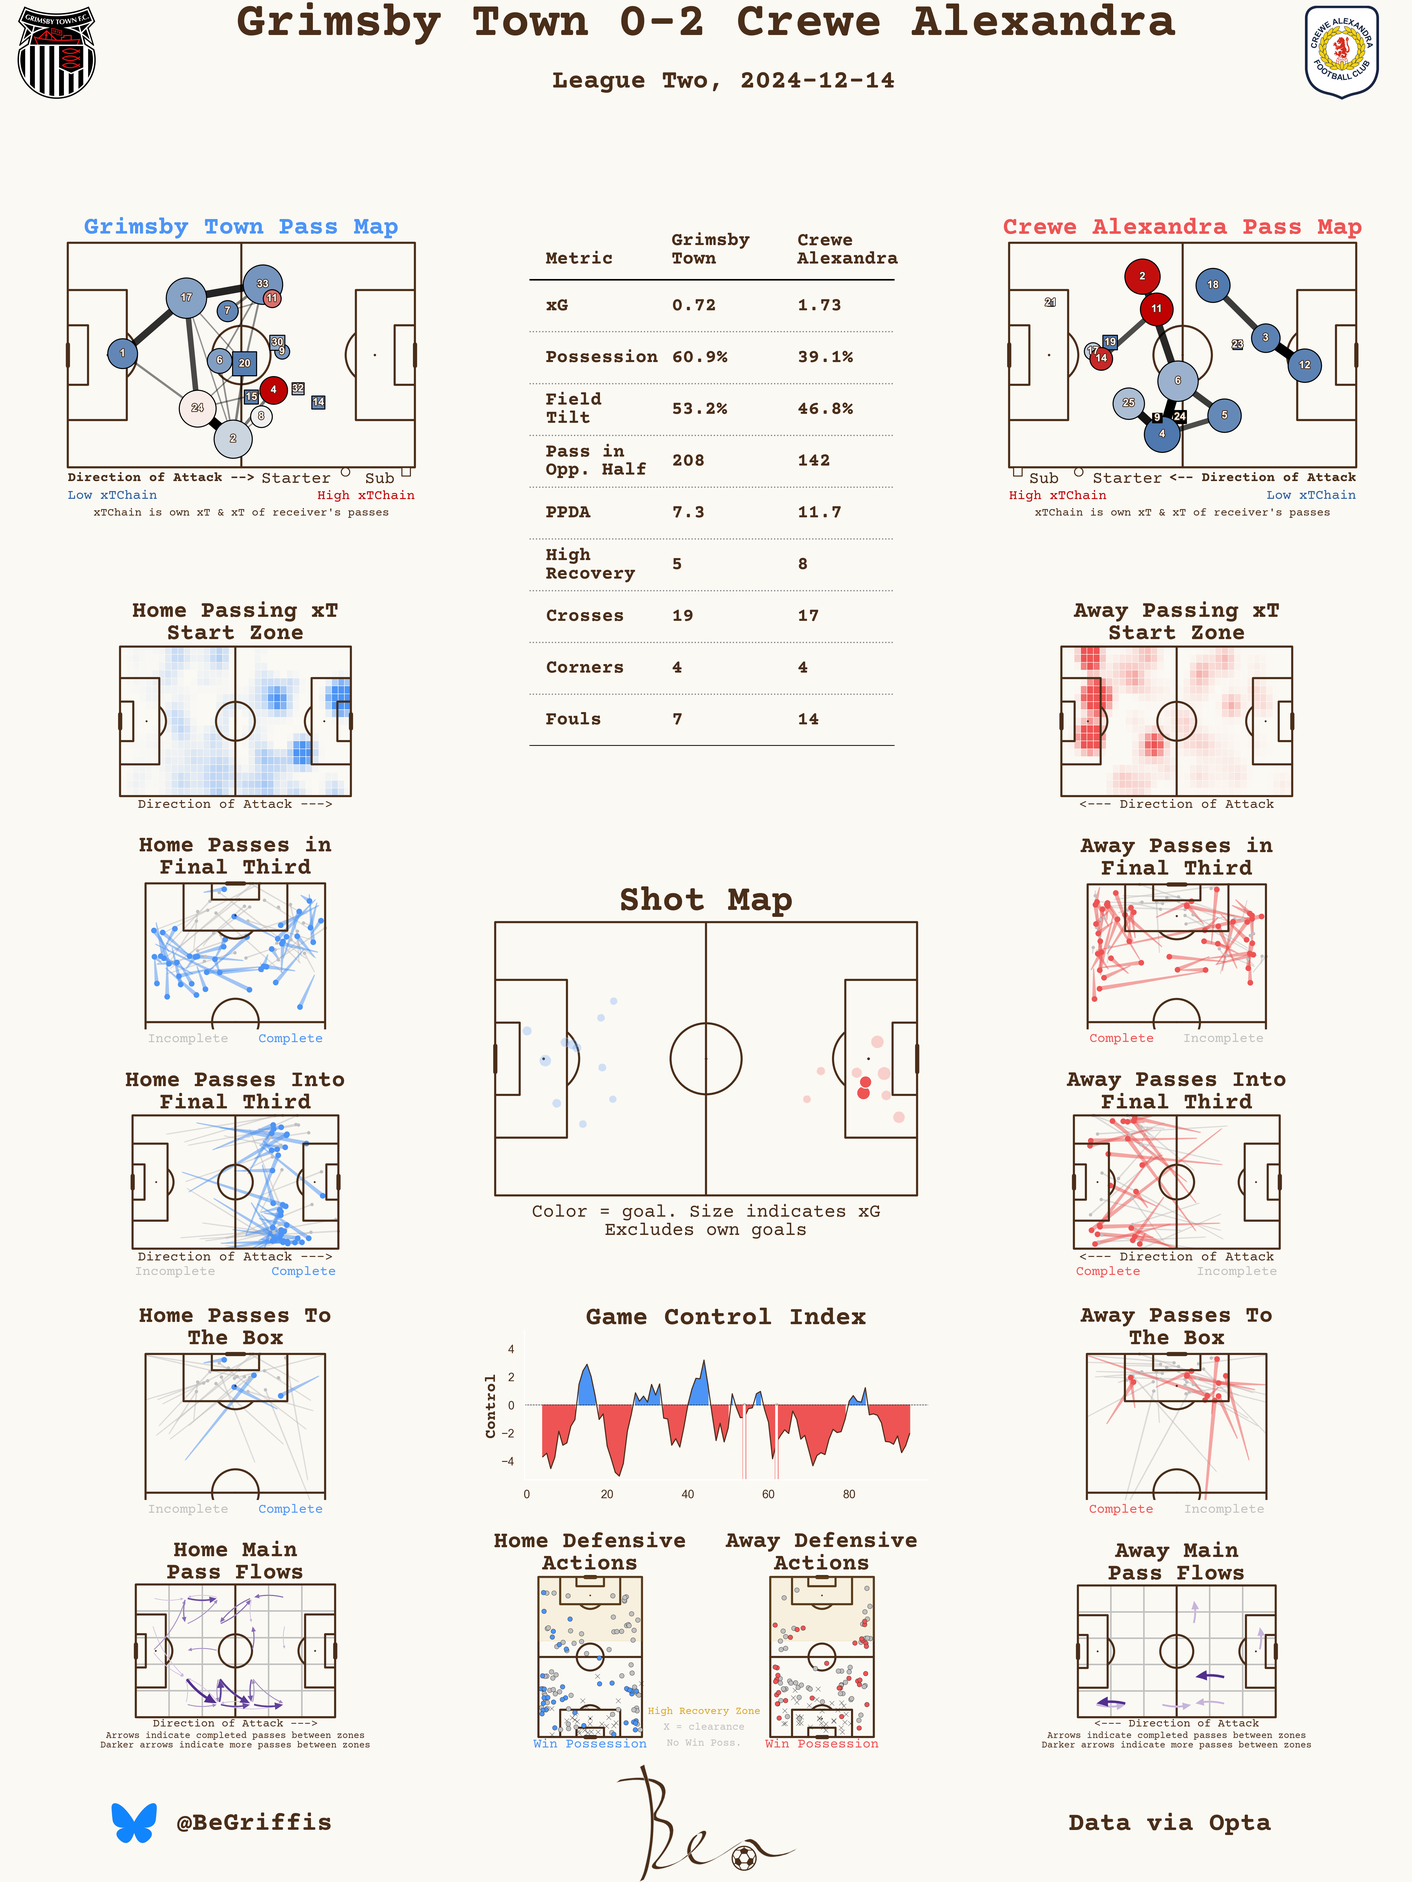 Grimsby Town 0-2 Crewe Alexandra
League Two, 2024-12-14
GRIMSBY TOWN F.C.
CREWE ALEXANDRA
FOOTBALL CLUB
Grimsby Town Pass Map
33
17
11
7
30
9
1
6
20
4
32
15
14
24
8
2
Direction of Attack --> Starter Sub
Low xTChain High xTChain
xTChain is own xT & xT of receiver's passes
Metric Grimsby Town Crewe Alexandra
xG 0.72 1.73
Possession 60.9% 39.1%
Field Tilt 53.2% 46.8%
Pass in Opp. Half 208 142
PPDA 7.3 11.7
High Recovery 5 8
Crosses 19 17
Corners 4 4
Fouls 7 14
Crewe Alexandra Pass Map
2
18
21
11
3
19
23
17
14
12
6
25
9
24
5
4
Sub Starter <-- Direction of Attack
High xTChain Low xTChain
xTChain is own xT & xT of receiver's passes
Home Passing xT
Start Zone
Direction of Attack --->
Away Passing xT
Start Zone
<--- Direction of Attack
Home Passes in
Final Third
Incomplete Complete
Away Passes in
Final Third
Complete Incomplete
Shot Map
Color = goal. Size indicates xG
Excludes own goals
Home Passes Into
Final Third
Direction of Attack --->
Incomplete Complete
Away Passes Into
Final Third
<--- Direction of Attack
Complete Incomplete
Home Passes To
The Box
Incomplete Complete
Game Control Index
Control
4
2
0
−2
−4
0 20 40 60 80
Away Passes To
The Box
Complete Incomplete
Home Main
Pass Flows
Direction of Attack --->
Arrows indicate completed passes between zones
Darker arrows indicate more passes between zones
Home Defensive
Actions
Win Possession
Away Defensive
Actions
Win Possession
High Recovery Zone
X = clearance
No Win Poss.
Away Main
Pass Flows
<--- Direction of Attack
Arrows indicate completed passes between zones
Darker arrows indicate more passes between zones
@BeGriffis
Ben
Data via Opta